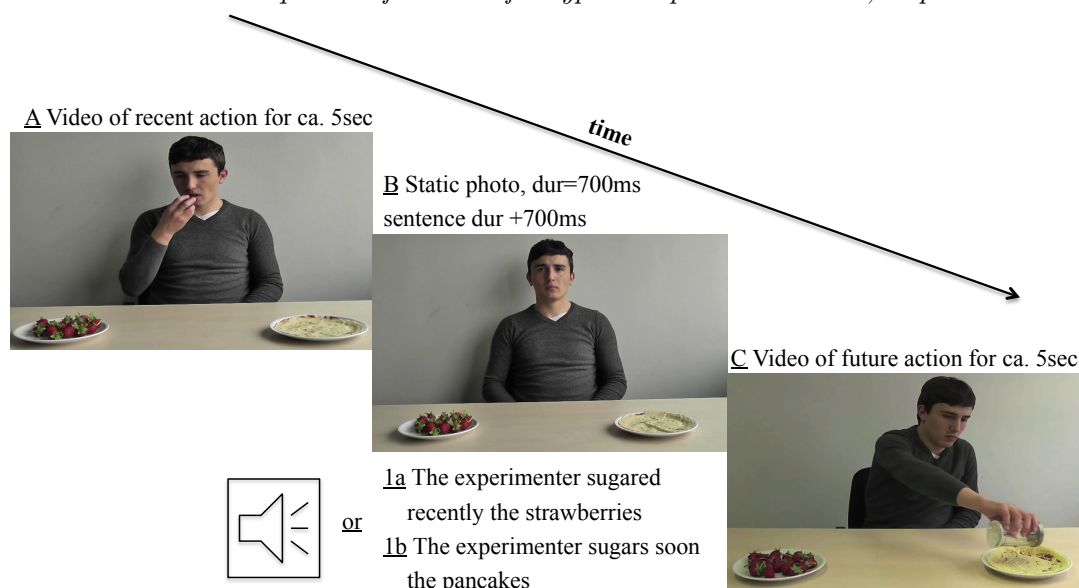 A Video of recent action for ca. 5sec
time
B Static photo, dur=700ms
sentence dur +700ms
C Video of future action for ca. 5sec
or
1a The experimenter sugared
recently the strawberries
1b The experimenter sugars soon
the pancakes